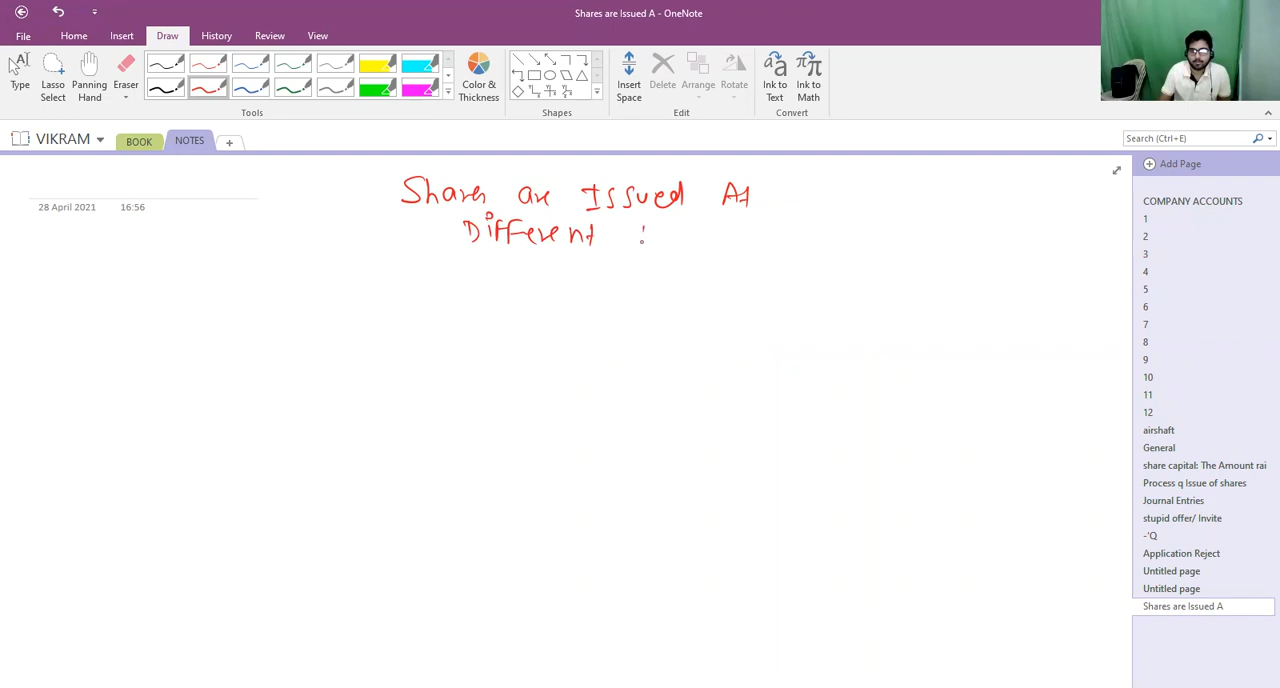 Shares are Issued A - OneNote
File Home Insert Draw History Review View
Type
Lasso Select
Panning Hand
Eraser
Color & Thickness
Insert Space
Delete
Arrange
Rotate
Ink to Text
Ink to Math
Tools
Shapes
Edit
Convert
VIKRAM BOOK NOTES
Search (Ctrl+E)
28 April 2021 16:56
Shares are Issued At
Different :
Add Page
COMPANY ACCOUNTS
1
2
3
4
5
6
7
8
9
10
11
12
airshaft
General
share capital: The Amount rai
Process q Issue of shares
Journal Entries
stupid offer/ Invite
-'Q
Application Reject
Untitled page
Untitled page
Shares are Issued A